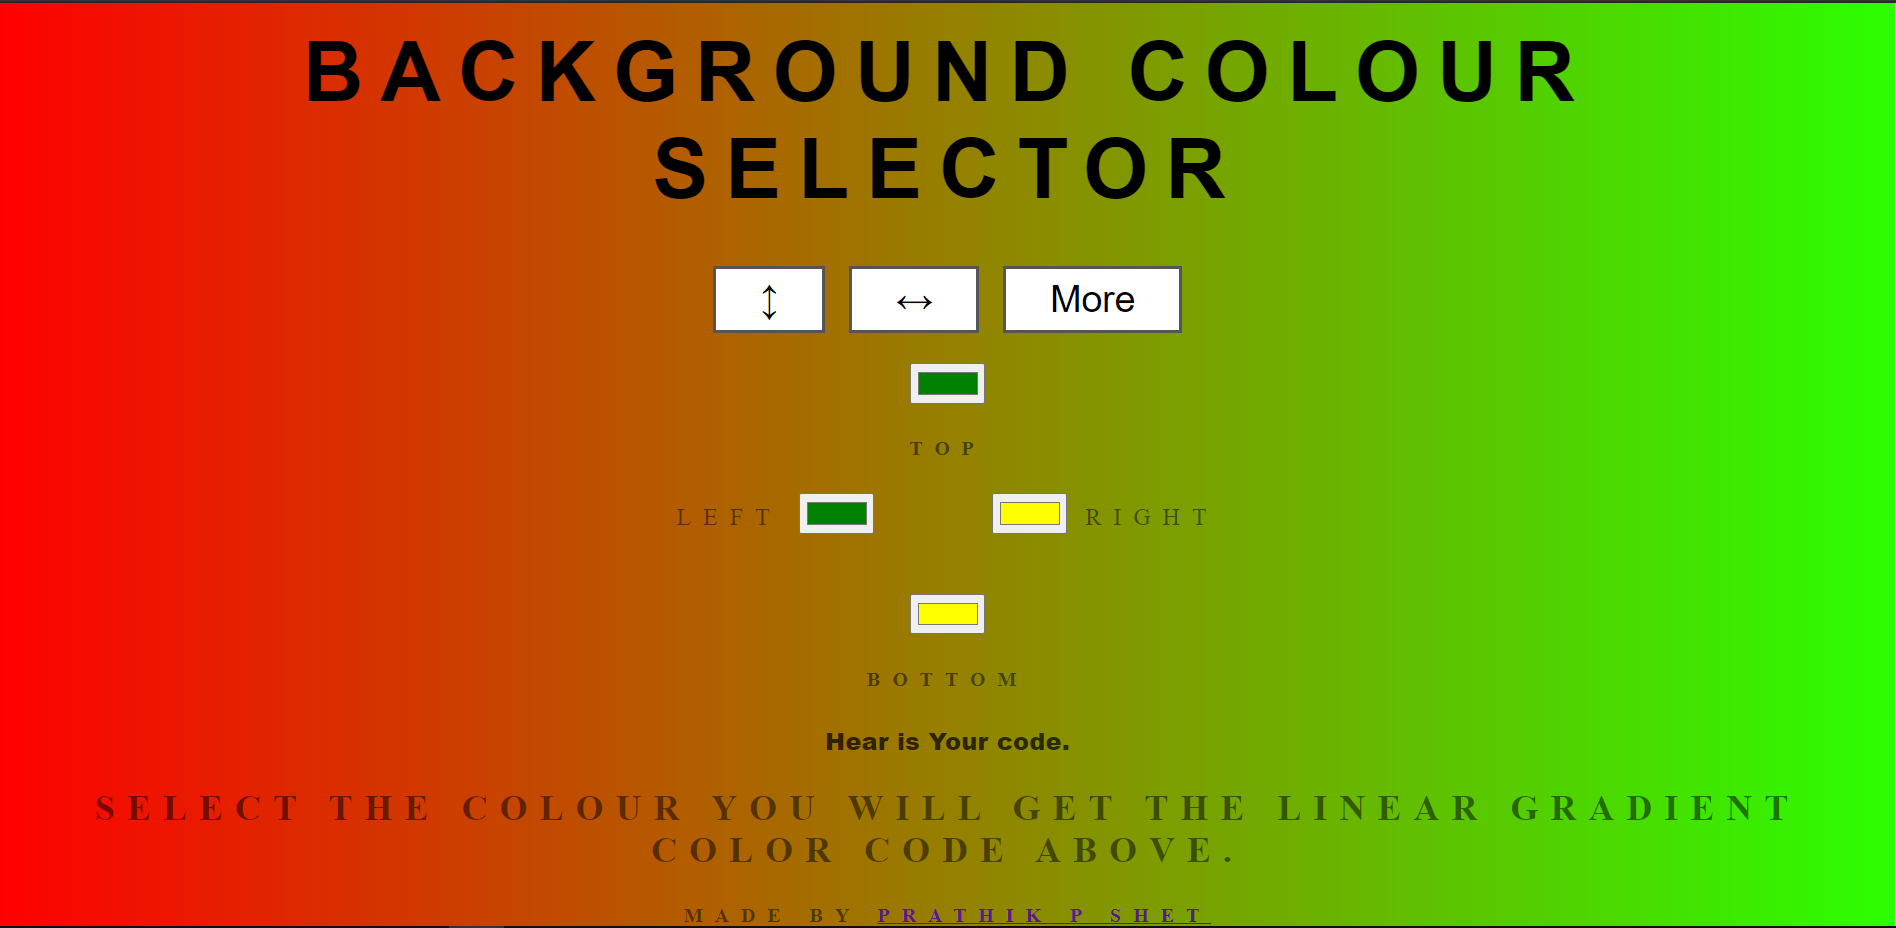 BACKGROUND COLOUR
SELECTOR
↕ ↔ More
TOP
LEFT RIGHT
BOTTOM
Hear is Your code.
SELECT THE COLOUR YOU WILL GET THE LINEAR GRADIENT
COLOR CODE ABOVE.
MADE BY PRATHIK P SHET